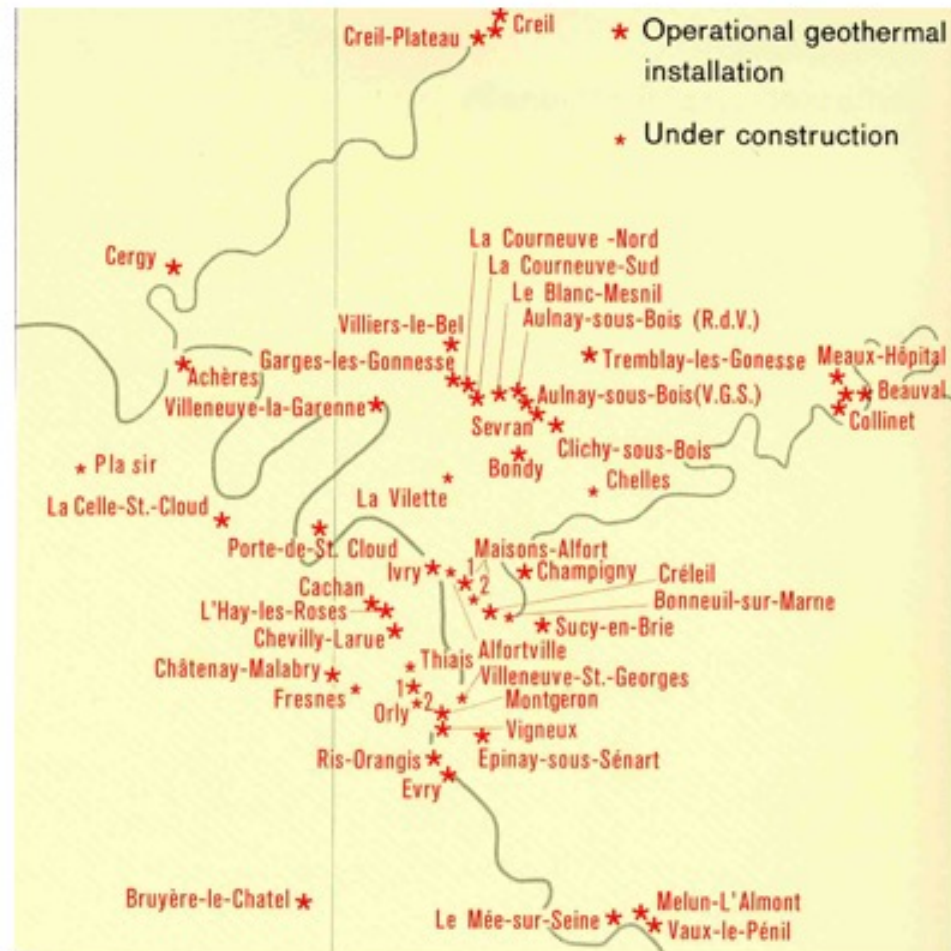 Creil-Plateau
Creil
Operational geothermal
installation
Under construction
Cergy
La Courneuve -Nord
La Courneuve-Sud
Le Blanc-Mesnil
Aulnay-sous-Bois (R.d.V.)
Villiers-le-Bel
Garges-les-Gonnesse
Tremblay-les-Gonesse
Meaux-Hôpital
Achères
Villeneuve-la-Garenne
Aulnay-sous-Bois(V.G.S.)
Beauval
Collinet
Sevran
Clichy-sous-Bois
Bondy
Plasir
La Vilette
Chelles
La Celle-St.-Cloud
Porte-de-St. Cloud
Maisons-Alfort
Ivry
1
2
Champigny
Créleil
Cachan
L'Hay-les-Roses
Bonneuil-sur-Marne
Chevilly-Larue
Sucy-en-Brie
Alfortville
Thiais
Châtenay-Malabry
Villeneuve-St.-Georges
Fresnes
1
2
Orly
Montgeron
Vigneux
Ris-Orangis
Epinay-sous-Sénart
Evry
Bruyère-le-Chatel
Le Mée-sur-Seine
Melun-L'Almont
Vaux-le-Pénil